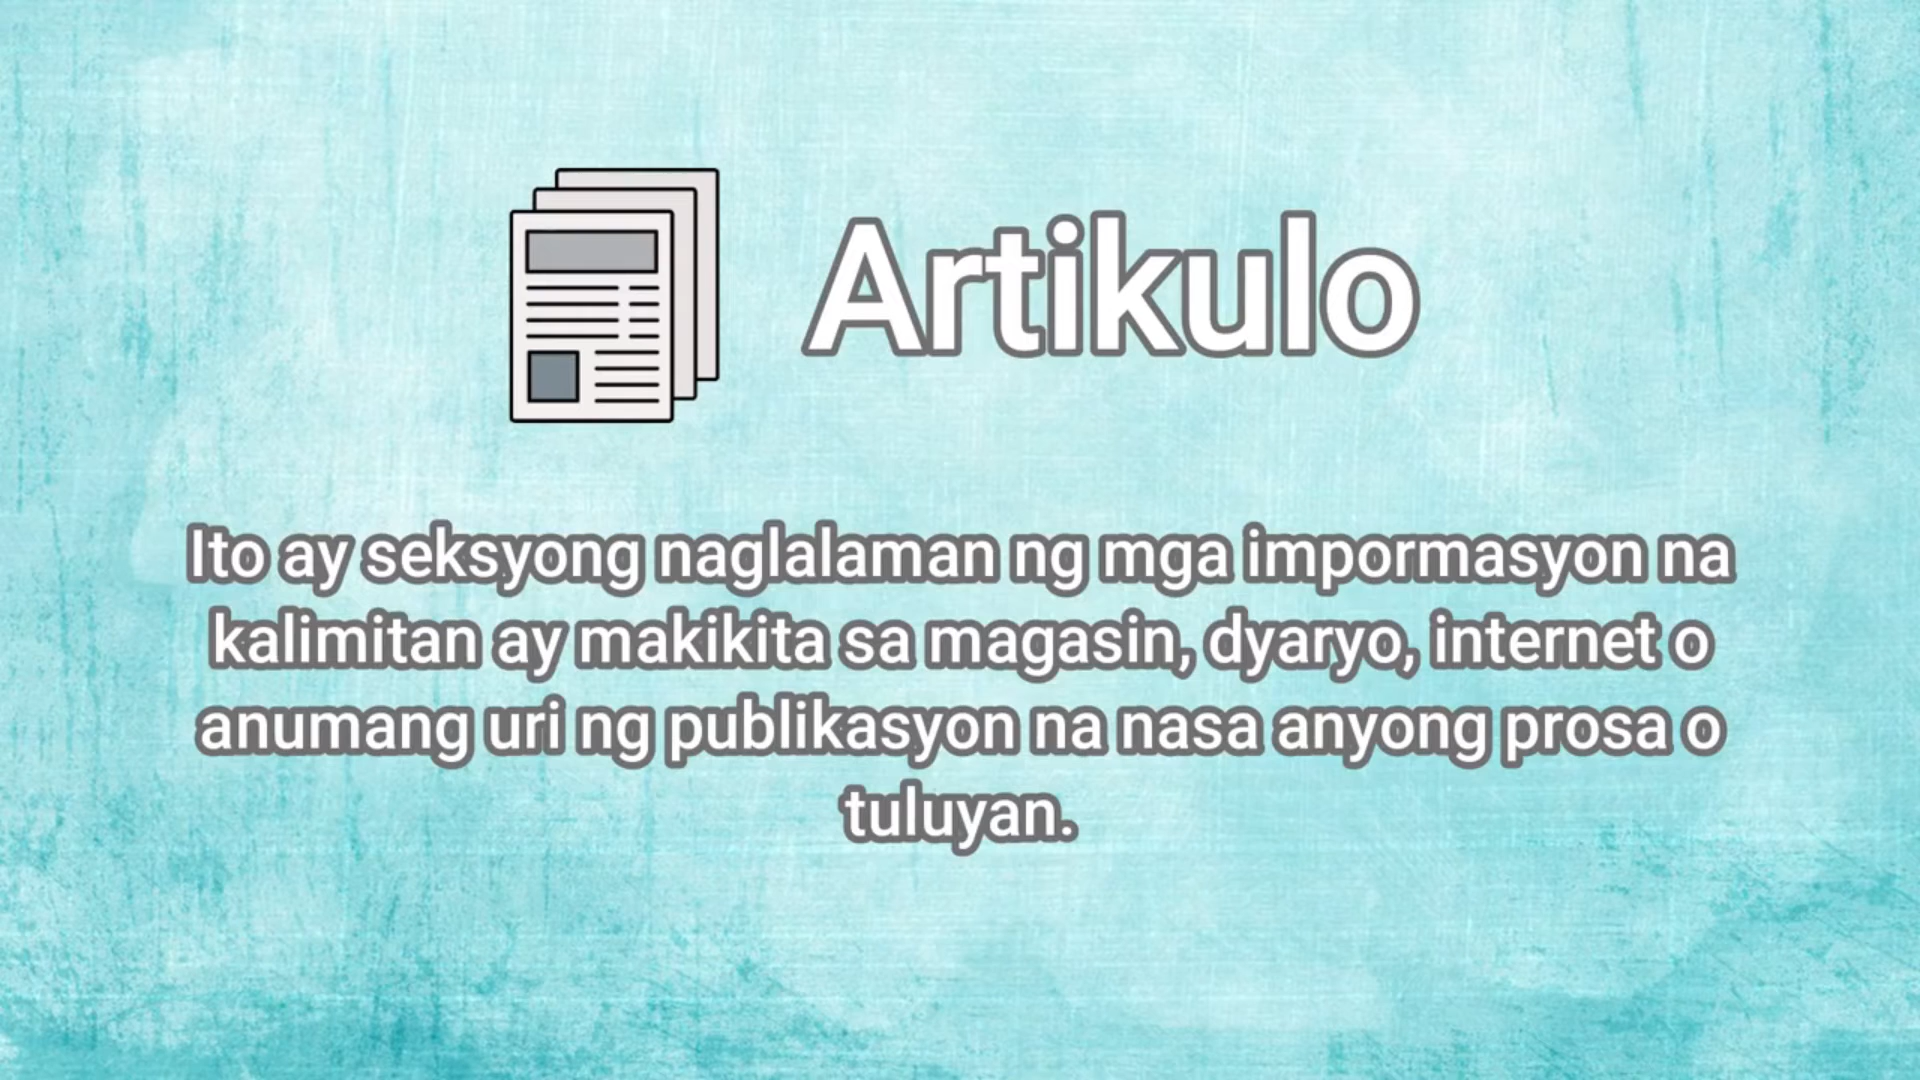 Artikulo
Ito ay seksyong naglalaman ng mga impormasyon na
kalimitan ay makikita sa magasin, dyaryo, internet o
anumang uri ng publikasyon na nasa anyong prosa o
tuluyan.